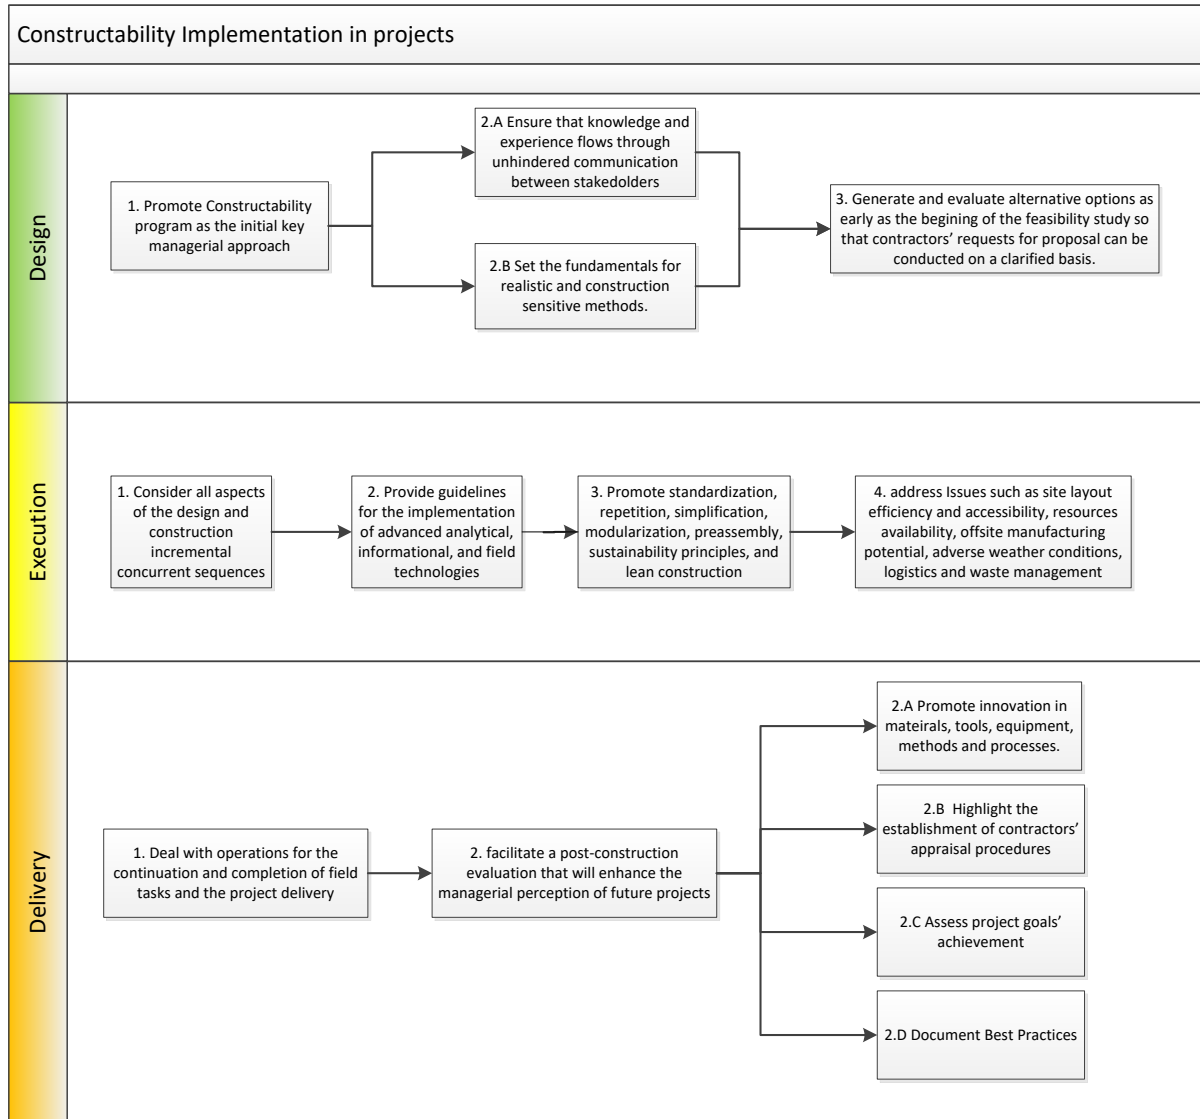 Constructability Implementation in projects
Design
1. Promote Constructability
program as the initial key
managerial approach
2.A Ensure that knowledge and
experience flows through
unhindered communication
between stakedolders
2.B Set the fundamentals for
realistic and construction
sensitive methods.
3. Generate and evaluate alternative options as
early as the begining of the feasibility study so
that contractors’ requests for proposal can be
conducted on a clarified basis.
Execution
1. Consider all aspects
of the design and
construction
incremental
concurrent sequences
2. Provide guidelines
for the implementation
of advanced analytical,
informational, and field
technologies
3. Promote standardization,
repetition, simplification,
modularization, preassembly,
sustainability principles, and
lean construction
4. address Issues such as site layout
efficiency and accessibility, resources
availability, offsite manufacturing
potential, adverse weather conditions,
logistics and waste management
Delivery
1. Deal with operations for the
continuation and completion of field
tasks and the project delivery
2. facilitate a post-construction
evaluation that will enhance the
managerial perception of future projects
2.A Promote innovation in
mateirals, tools, equipment,
methods and processes.
2.B Highlight the
establishment of contractors’
appraisal procedures
2.C Assess project goals’
achievement
2.D Document Best Practices